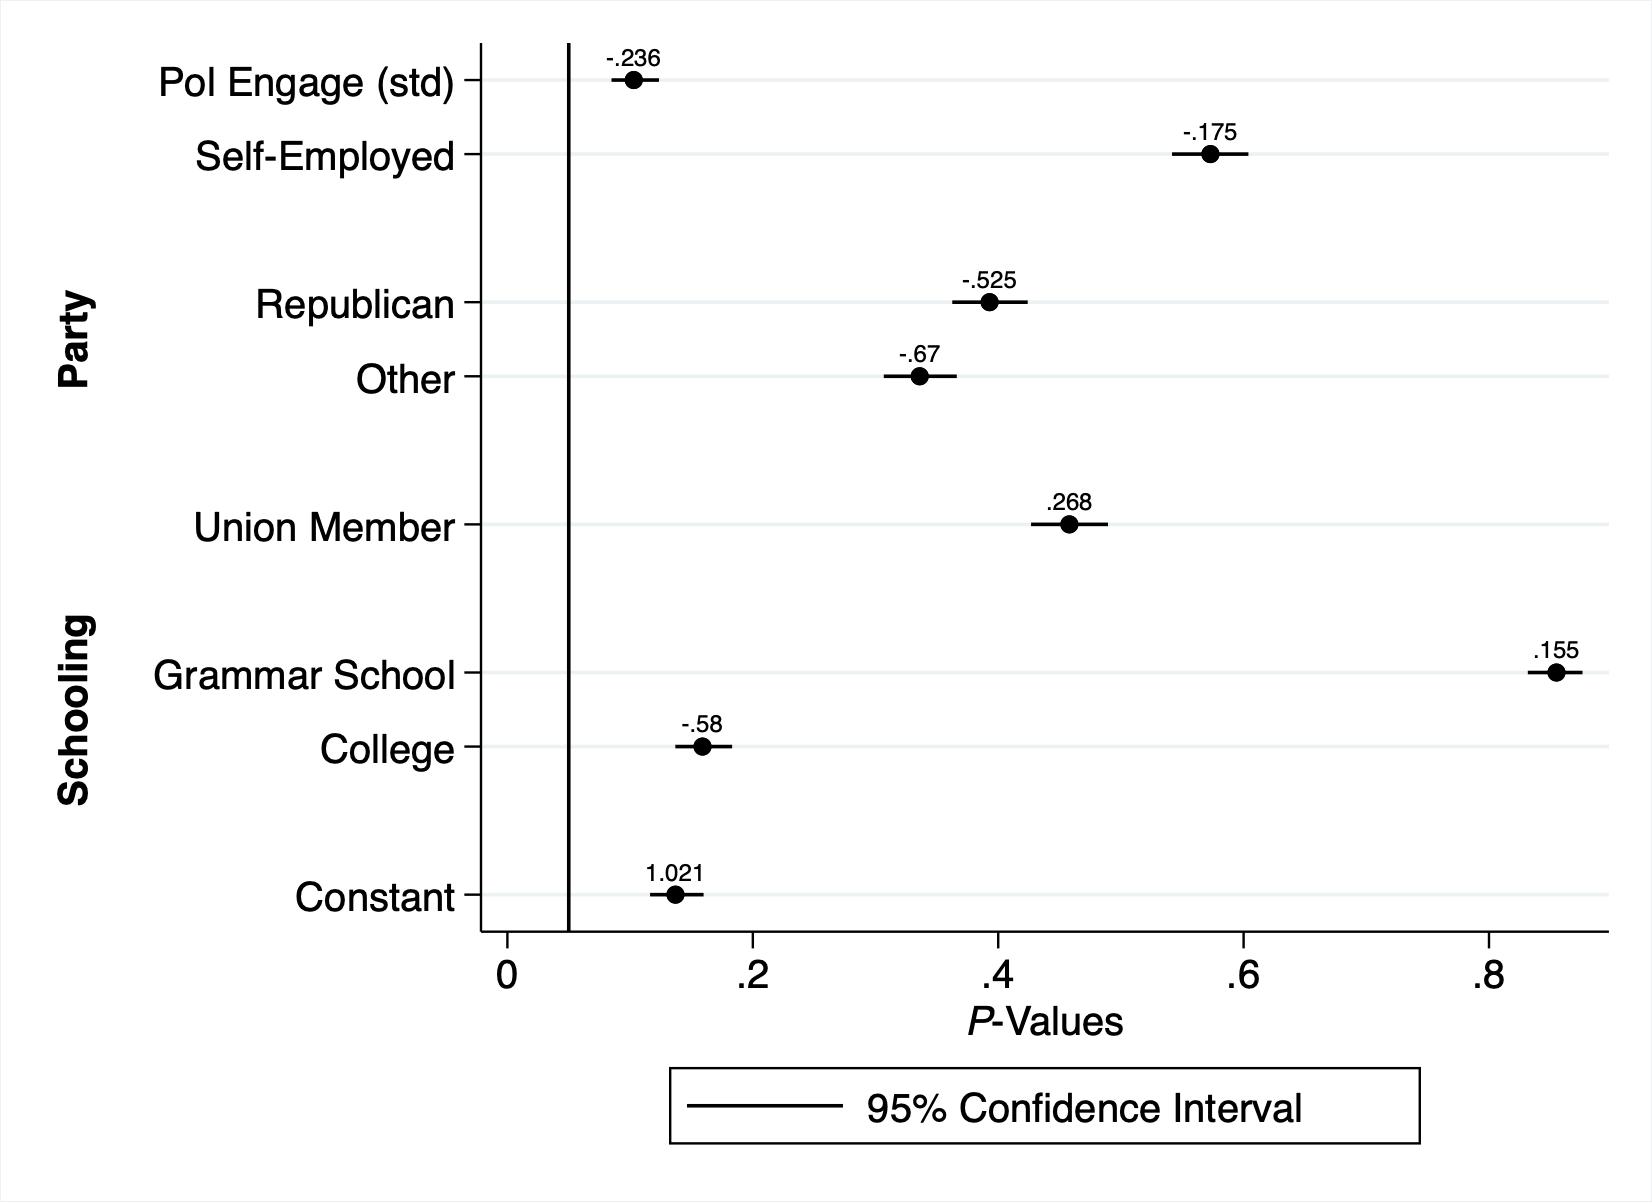 Pol Engage (std)
-.236
Self-Employed
-.175
Party
Republican
-.525
Other
-.67
Union Member
.268
Schooling
Grammar School
.155
College
-.58
Constant
1.021
0 .2 .4 .6 .8
P-Values
95% Confidence Interval